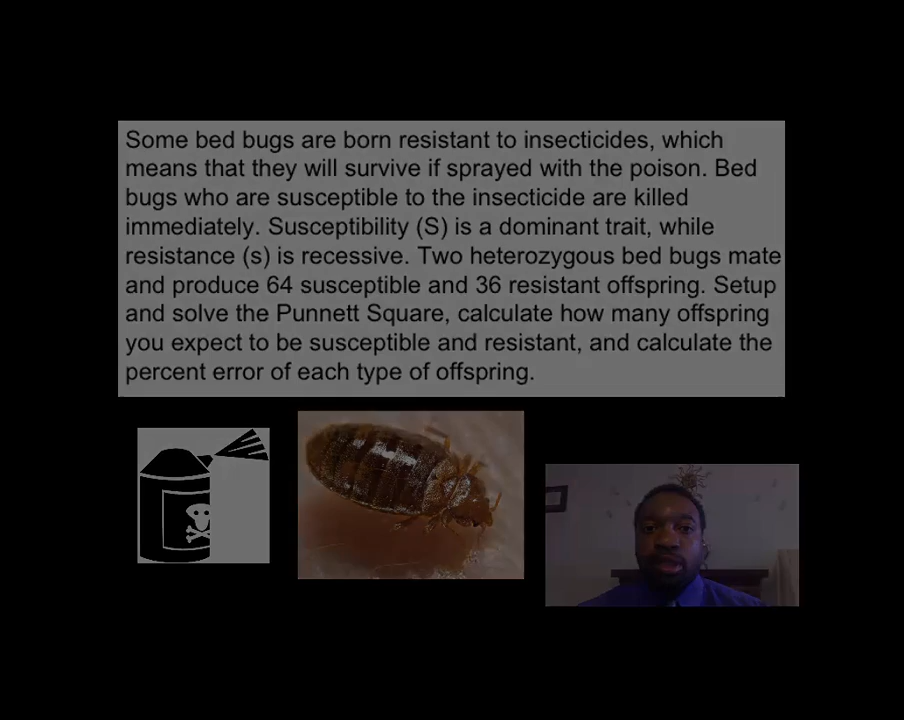 Some bed bugs are born resistant to insecticides, which
means that they will survive if sprayed with the poison. Bed
bugs who are susceptible to the insecticide are killed
immediately. Susceptibility (S) is a dominant trait, while
resistance (s) is recessive. Two heterozygous bed bugs mate
and produce 64 susceptible and 36 resistant offspring. Setup
and solve the Punnett Square, calculate how many offspring
you expect to be susceptible and resistant, and calculate the
percent error of each type of offspring.